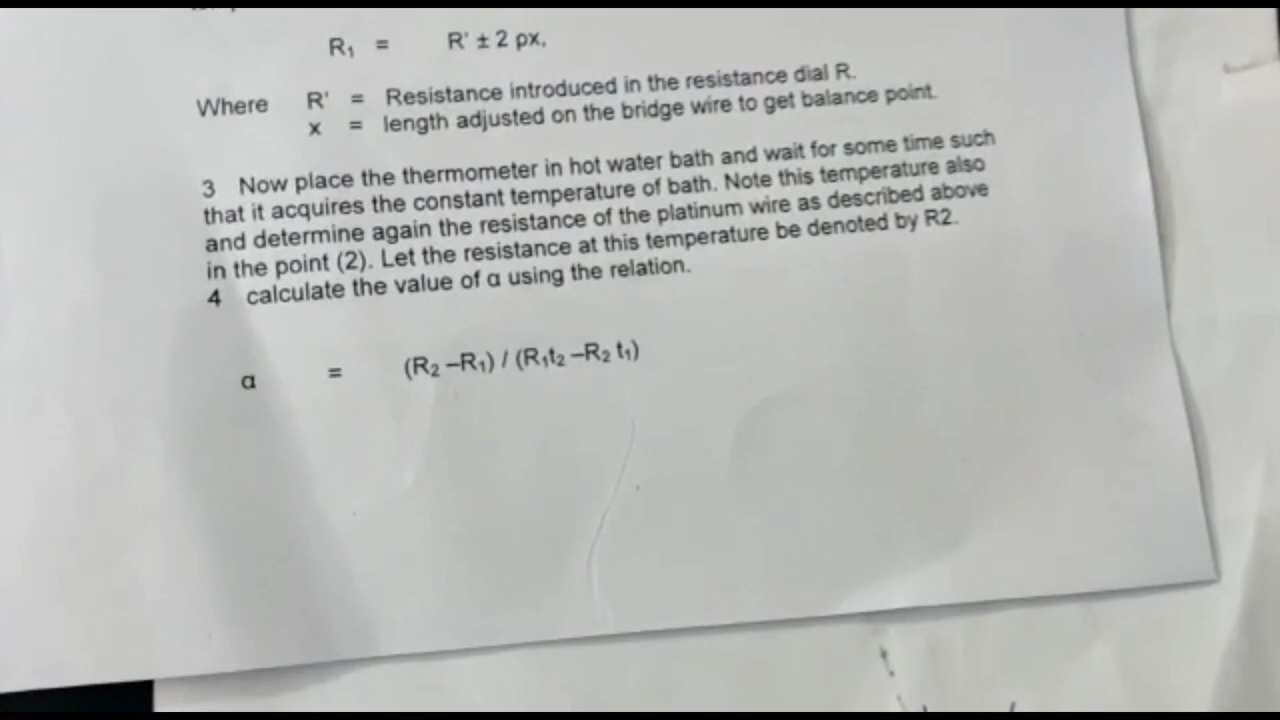 R₁ = R' ± 2 ρx,
Where R' = Resistance introduced in the resistance dial R.
x = length adjusted on the bridge wire to get balance point.
3 Now place the thermometer in hot water bath and wait for some time such
that it acquires the constant temperature of bath. Note this temperature also
and determine again the resistance of the platinum wire as described above
in the point (2). Let the resistance at this temperature be denoted by R2.
4 calculate the value of α using the relation.
α = (R₂ –R₁) / (R₁t₂ –R₂ t₁)